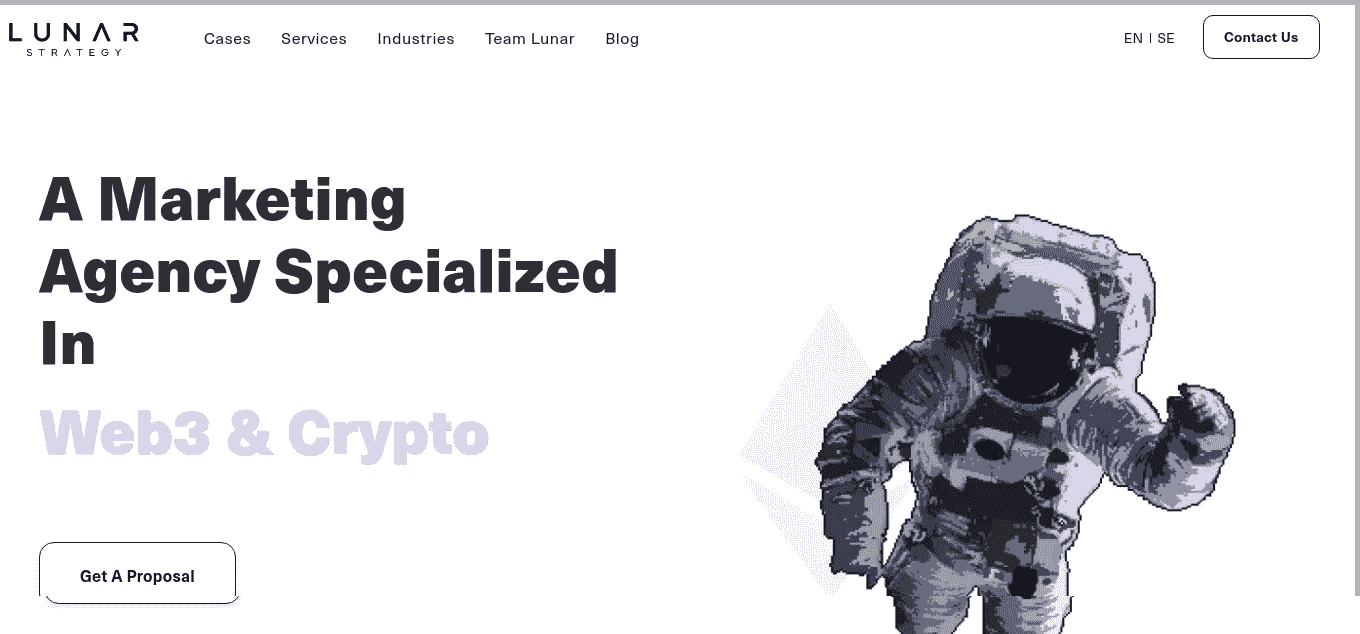 LUNAR
STRATEGY
Cases Services Industries Team Lunar Blog
EN | SE
Contact Us
A Marketing
Agency Specialized
In
Web3 & Crypto
Get A Proposal